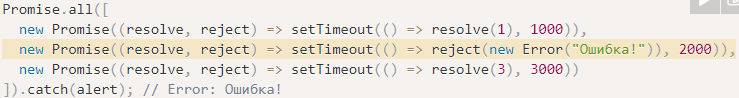 Promise.all([
  new Promise((resolve, reject) => setTimeout(() => resolve(1), 1000)),
  new Promise((resolve, reject) => setTimeout(() => reject(new Error("Ошибка!")), 2000)),
  new Promise((resolve, reject) => setTimeout(() => resolve(3), 3000))
]).catch(alert); // Error: Ошибка!